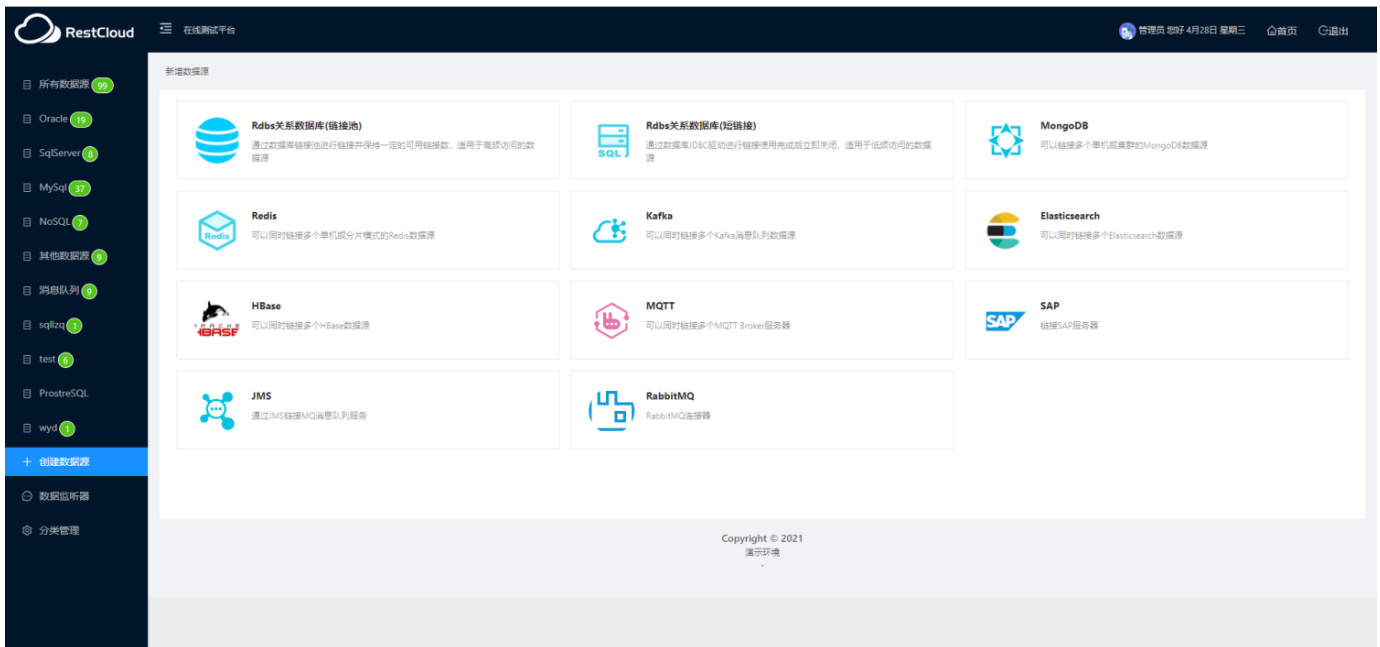 RestCloud
在线测试平台
管理员 您好 4月28日 星期三
首页
退出
所有数据源 99
Oracle 19
SqlServer 8
MySql 37
NoSQL 7
其他数据源 9
消息队列 9
sqllzq 1
test 6
ProstreSQL
wyd 1
创建数据源
数据监听器
分类管理
新增数据源
Rdbs关系数据库(链接池)
通过数据库链接池进行链接并保持一定的可用链接数，适用于高频访问的数
据源
SQL
Rdbs关系数据库(短链接)
通过数据库JDBC驱动进行链接使用完成后立即关闭，适用于低频访问的数据
源
MongoDB
可以链接多个单机或集群的MongoDB数据源
Redis
Redis
可以同时链接多个单机或分片模式的Redis数据源
Kafka
可以同时链接多个Kafka消息队列数据源
Elasticsearch
可以同时链接多个Elasticsearch数据源
APACHE
HBASE
HBase
可以同时链接多个HBase数据源
MQTT
可以同时链接多个MQTT Broker服务器
SAP
SAP
链接SAP服务器
JMS
通过JMS链接MQ消息队列服务
RabbitMQ
RabbitMQ连接器
Copyright © 2021
演示环境
-